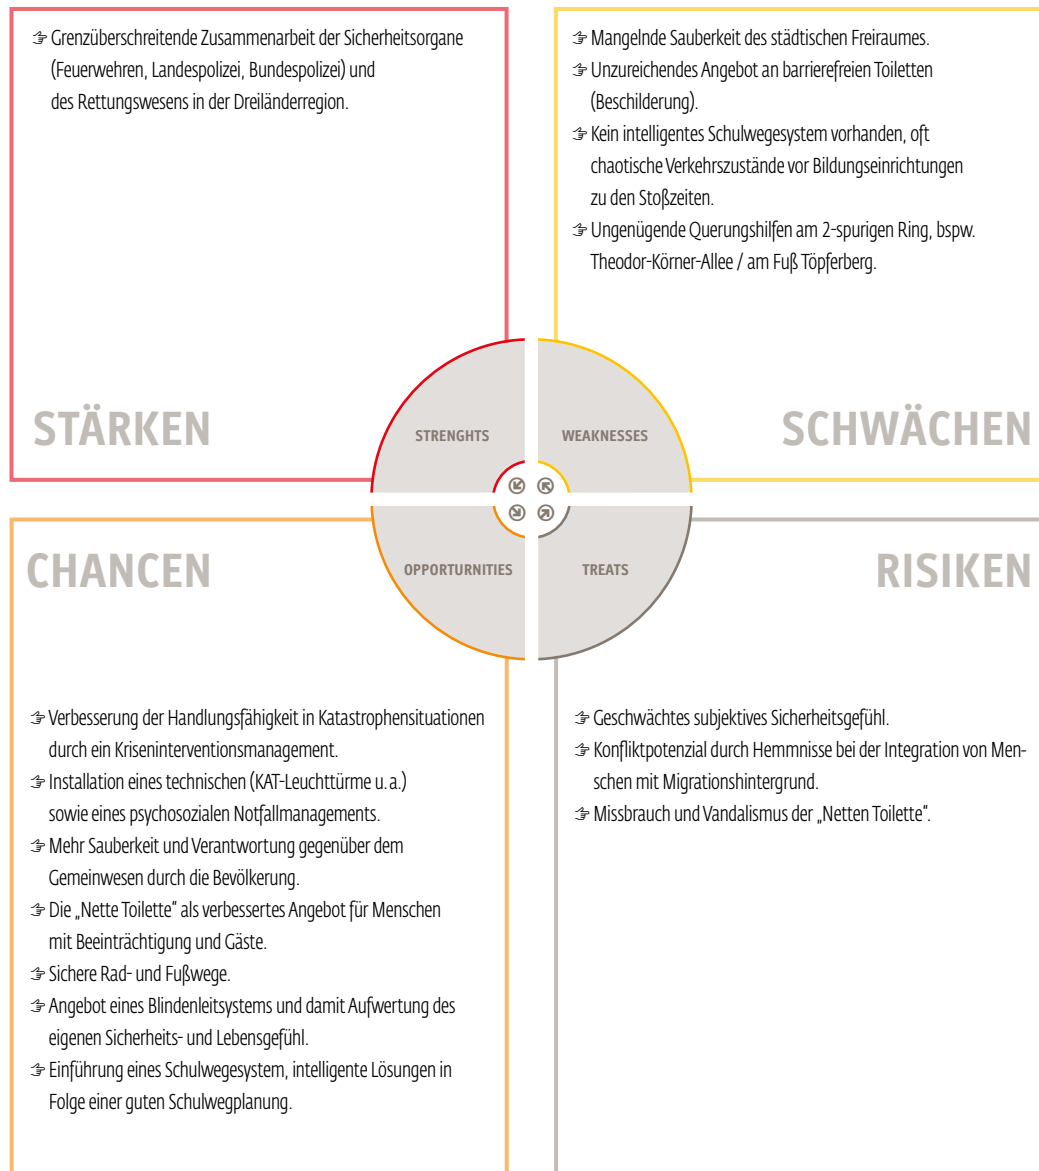 ☞ Grenzüberschreitende Zusammenarbeit der Sicherheitsorgane
(Feuerwehren, Landespolizei, Bundespolizei) und
des Rettungswesens in der Dreiländerregion.
STÄRKEN
☞ Mangelnde Sauberkeit des städtischen Freiraumes.
☞ Unzureichendes Angebot an barrierefreien Toiletten
(Beschilderung).
☞ Kein intelligentes Schulwegesystem vorhanden, oft
chaotische Verkehrszustände vor Bildungseinrichtungen
zu den Stoßzeiten.
☞ Ungenügende Querungshilfen am 2-spurigen Ring, bspw.
Theodor-Körner-Allee / am Fuß Töpferberg.
SCHWÄCHEN
STRENGHTS
WEAKNESSES
OPPORTURNITIES
TREATS
CHANCEN
☞ Verbesserung der Handlungsfähigkeit in Katastrophensituationen
durch ein Kriseninterventionsmanagement.
☞ Installation eines technischen (KAT-Leuchttürme u. a.)
sowie eines psychosozialen Notfallmanagements.
☞ Mehr Sauberkeit und Verantwortung gegenüber dem
Gemeinwesen durch die Bevölkerung.
☞ Die „Nette Toilette“ als verbessertes Angebot für Menschen
mit Beeinträchtigung und Gäste.
☞ Sichere Rad- und Fußwege.
☞ Angebot eines Blindenleitsystems und damit Aufwertung des
eigenen Sicherheits- und Lebensgefühl.
☞ Einführung eines Schulwegesystem, intelligente Lösungen in
Folge einer guten Schulwegplanung.
RISIKEN
☞ Geschwächtes subjektives Sicherheitsgefühl.
☞ Konfliktpotenzial durch Hemmnisse bei der Integration von Men-
schen mit Migrationshintergrund.
☞ Missbrauch und Vandalismus der „Netten Toilette“.